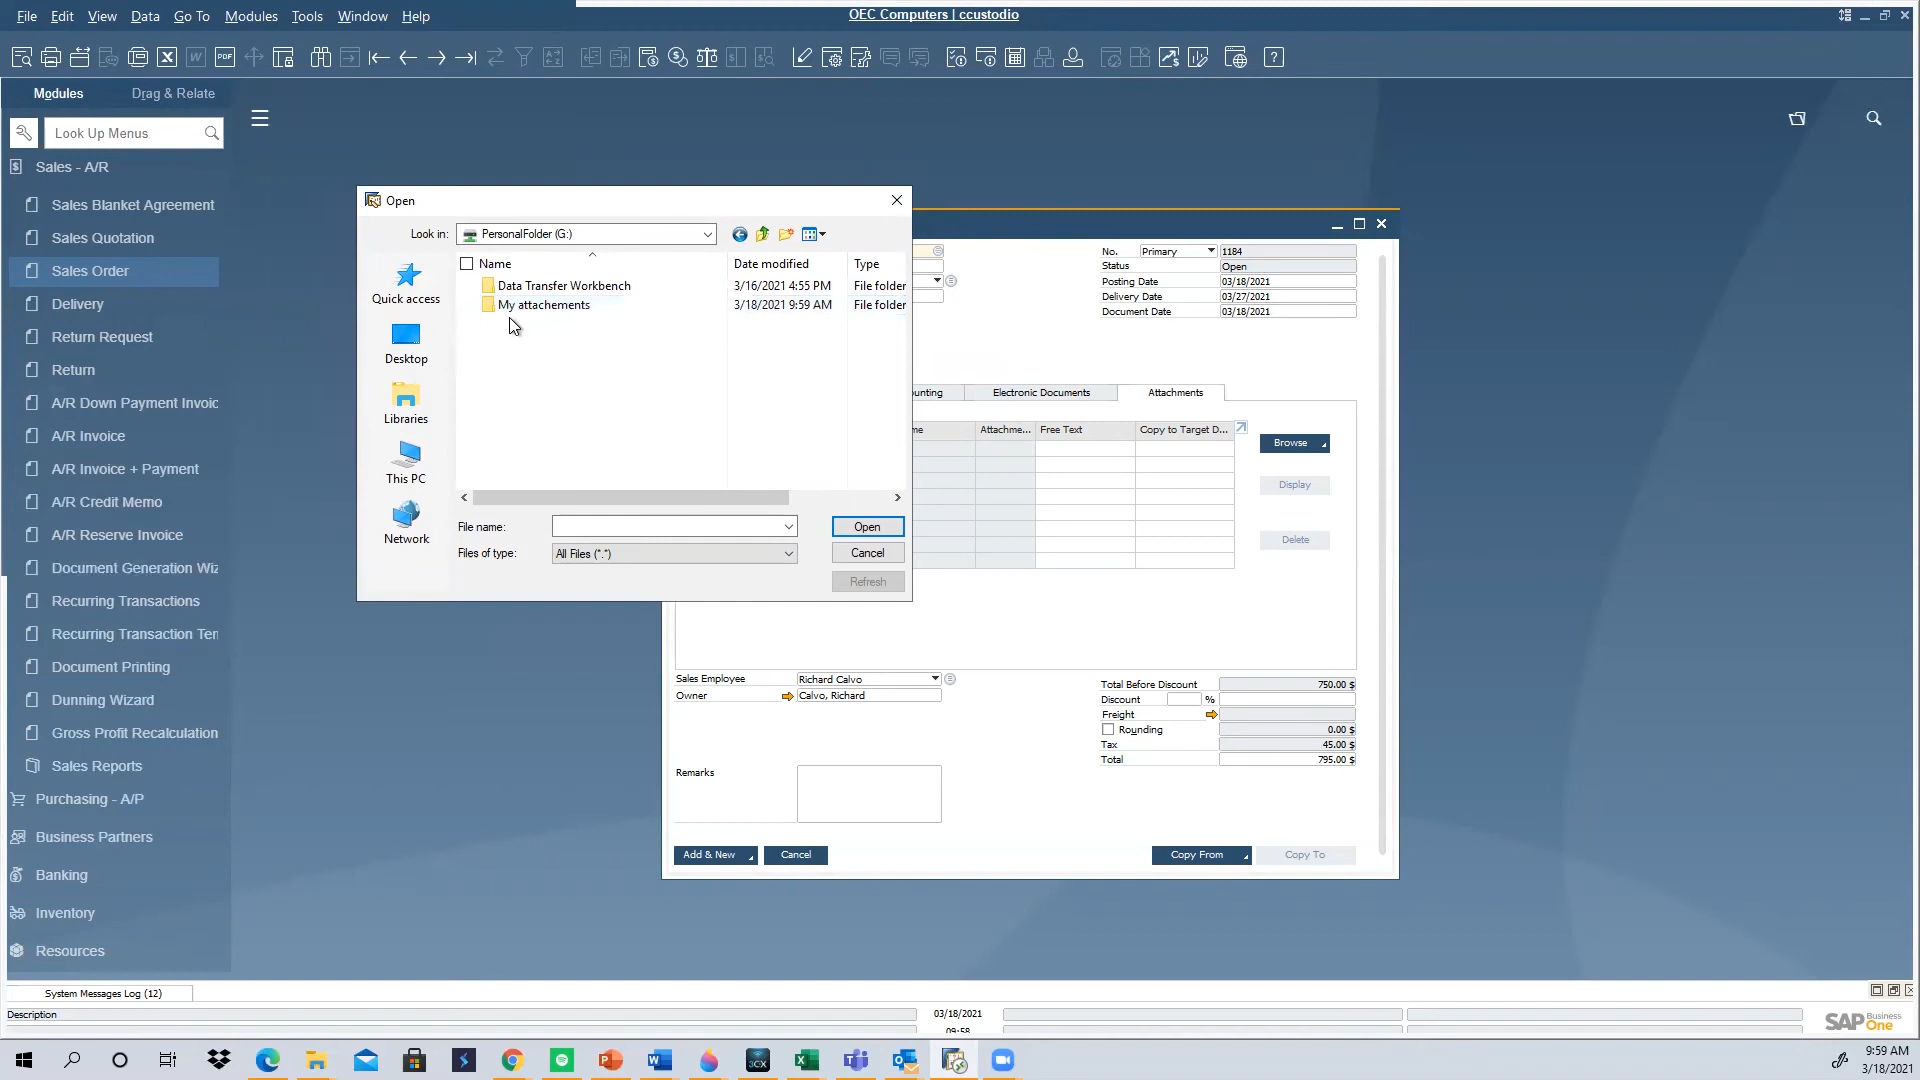 File Edit View Data Go To Modules Tools Window Help
OEC Computers | ccustodio
Modules Drag & Relate
Look Up Menus
Sales - A/R
Sales Blanket Agreement
Sales Quotation
Sales Order
Delivery
Return Request
Return
A/R Down Payment Invoic
A/R Invoice
A/R Invoice + Payment
A/R Credit Memo
A/R Reserve Invoice
Document Generation Wiz
Recurring Transactions
Recurring Transaction Ten
Document Printing
Dunning Wizard
Gross Profit Recalculation
Sales Reports
Purchasing - A/P
Business Partners
Banking
Inventory
Resources
Open
Look in: PersonalFolder (G:)
Name Date modified Type
Data Transfer Workbench 3/16/2021 4:55 PM File folder
My attachements 3/18/2021 9:59 AM File folder
Quick access
Desktop
Libraries
This PC
Network
File name: Open
Files of type: All Files (*.*) Cancel
Refresh
No. Primary 1184
Status Open
Posting Date 03/18/2021
Delivery Date 03/27/2021
Document Date 03/18/2021
unting Electronic Documents Attachments
me Attachme... Free Text Copy to Target D...
Browse
Display
Delete
Sales Employee Richard Calvo
Owner Calvo, Richard
Remarks
Total Before Discount 750.00 $
Discount %
Freight
Rounding 0.00 $
Tax 45.00 $
Total 795.00 $
Add & New Cancel Copy From Copy To
System Messages Log (12)
Description 03/18/2021
09:58
SAP Business One
PDF
W
3CX
9:59 AM
3/18/2021